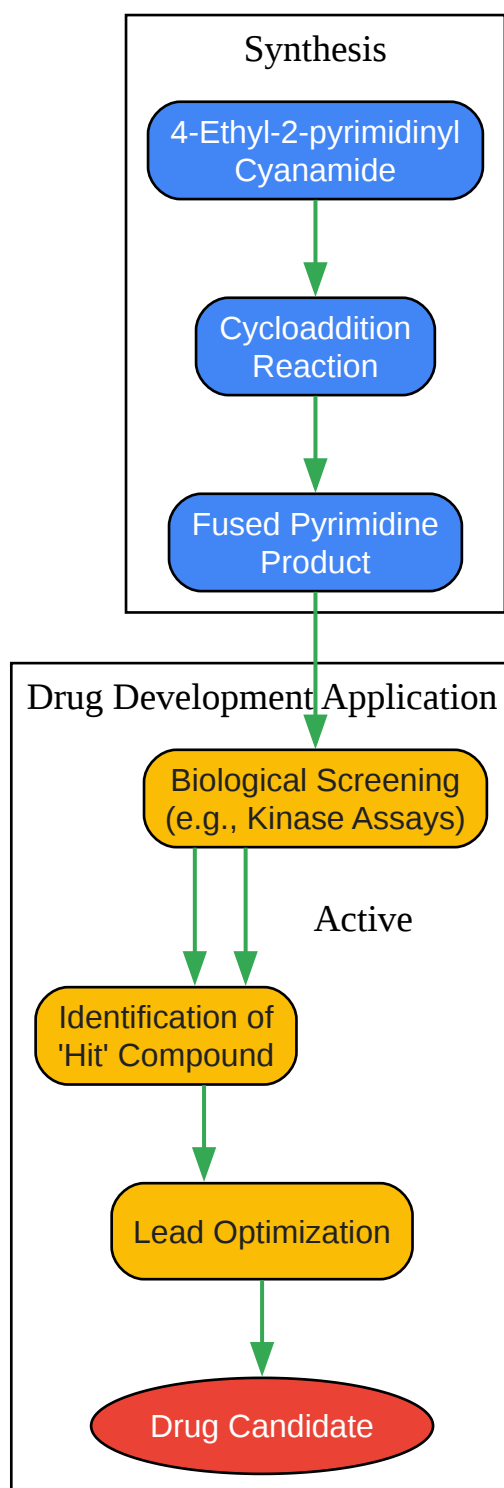 Synthesis
4-Ethyl-2-pyrimidinyl
Cyanamide
Cycloaddition
Reaction
Fused Pyrimidine
Product
Drug Development Application
Biological Screening
(e.g., Kinase Assays)
Active
Identification of
'Hit' Compound
Lead Optimization
Drug Candidate